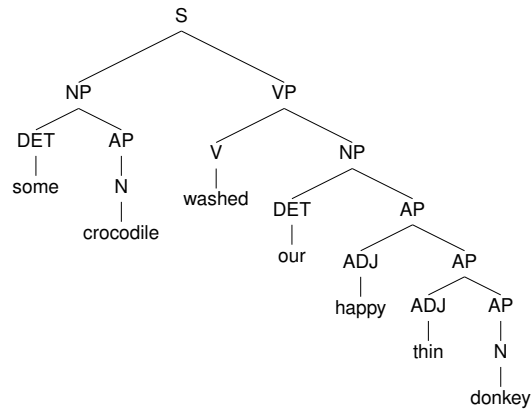 S
NP VP
DET AP V NP
some N washed DET AP
crocodile our ADJ AP
happy ADJ AP
thin N
donkey